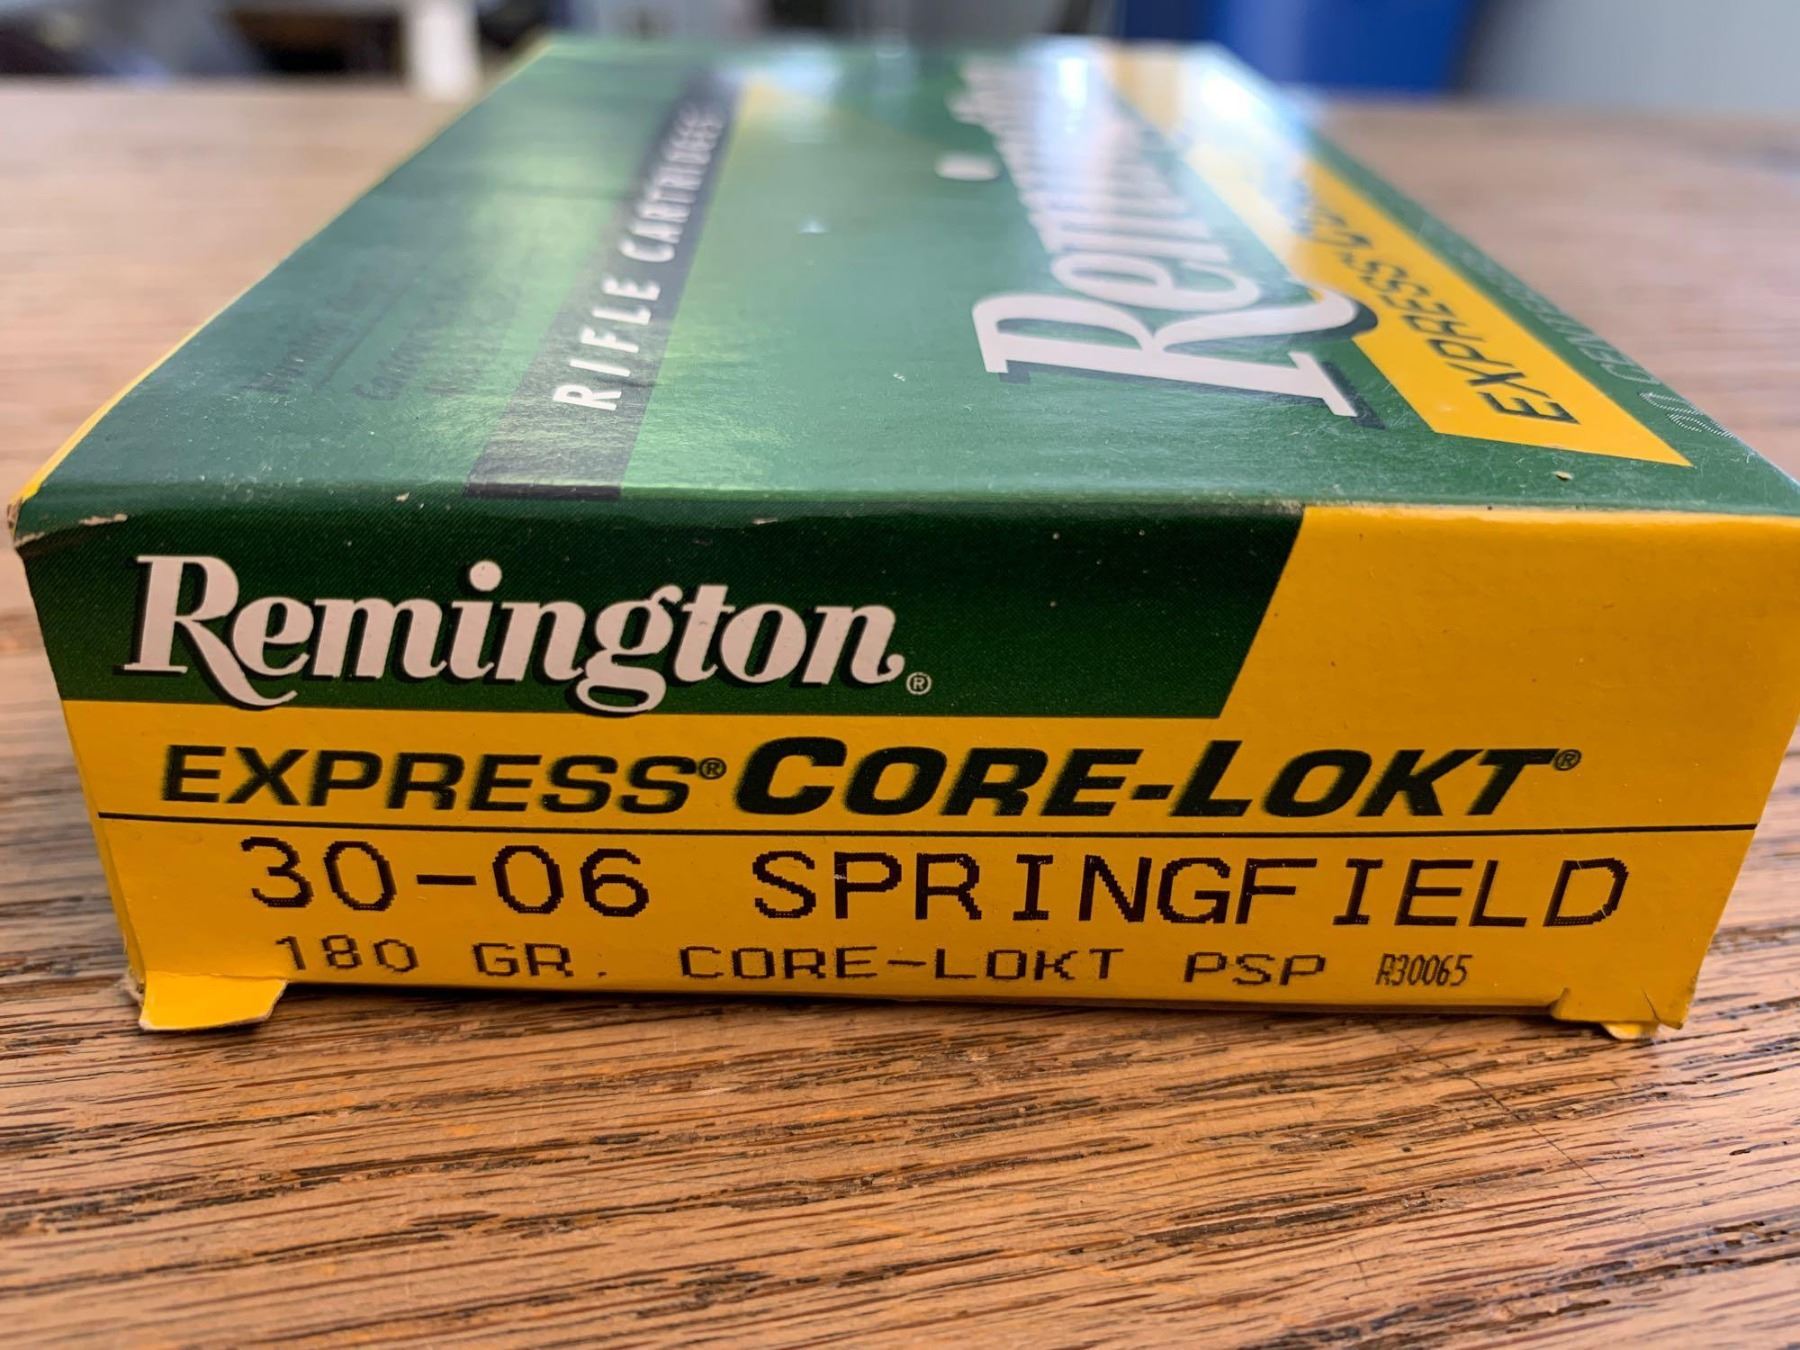 RIFLE CARTRIDGES
Remington
EXPRESS
Remington®
EXPRESS® CORE-LOKT®
30-06 SPRINGFIELD
180 GR. CORE-LOKT PSP R30065